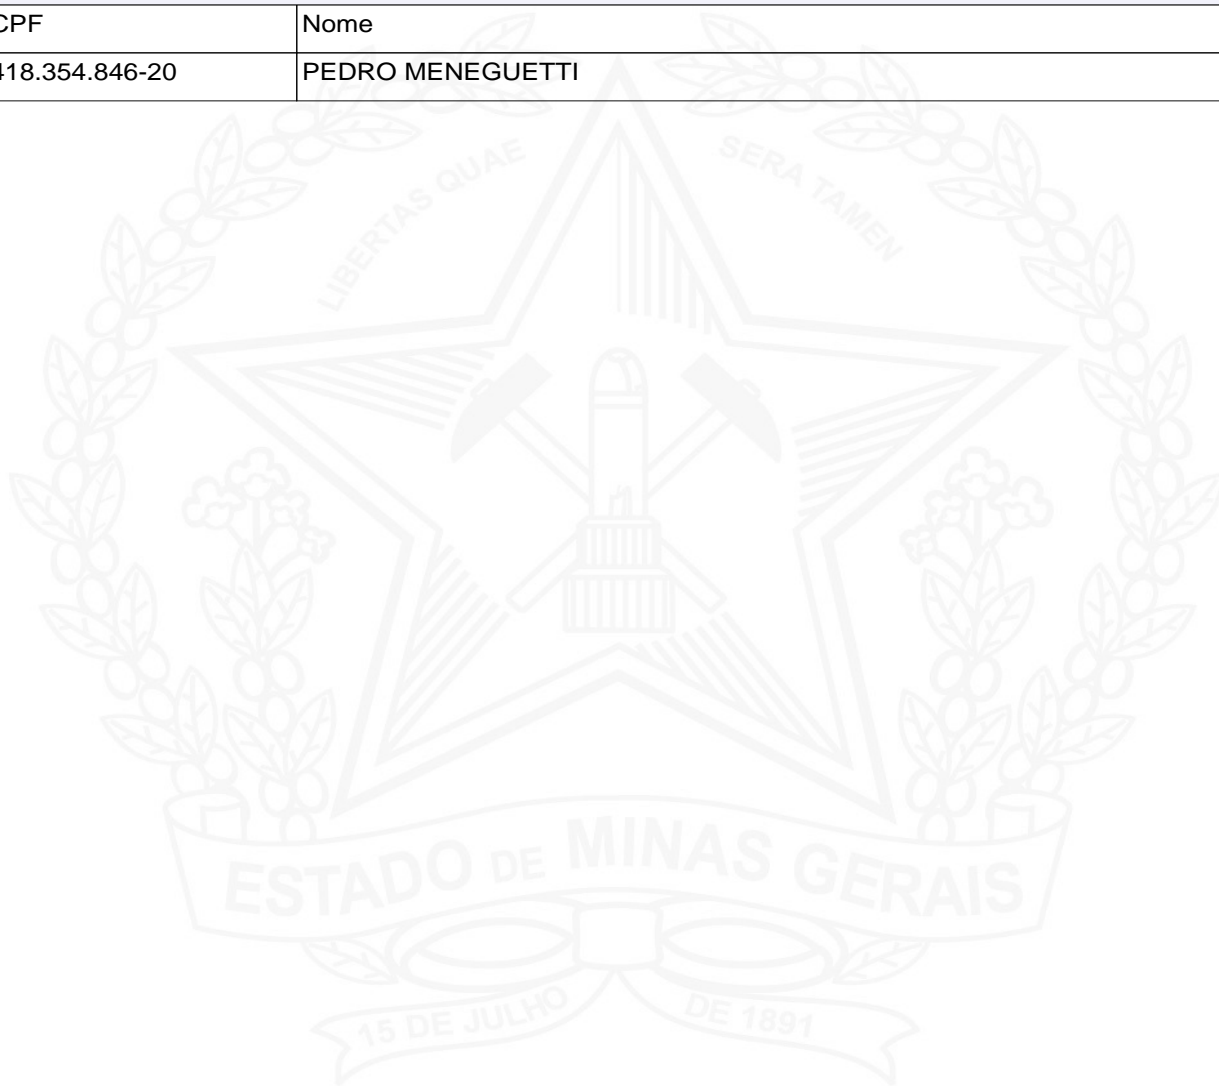 CPF Nome
418.354.846-20 PEDRO MENEGUETTI
LIBERTAS QUAE SERA TAMEN
ESTADO DE MINAS GERAIS
15 DE JULHO DE 1891